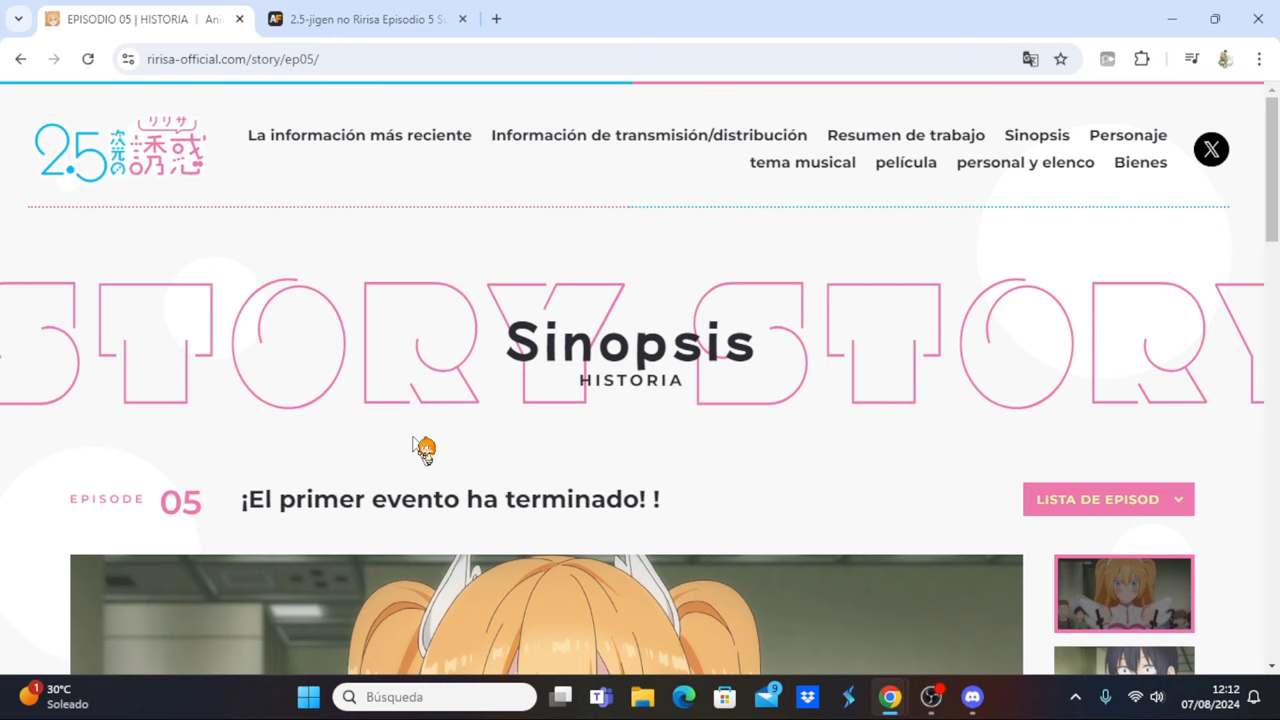 EPISODIO 05 | HISTORIA | Ani
2.5-jigen no Ririsa Episodio 5 S
ririsa-official.com/story/ep05/
リリサ
2.5次元の誘惑
La información más reciente
Información de transmisión/distribución
Resumen de trabajo
Sinopsis
Personaje
tema musical
película
personal y elenco
Bienes
STORY STORY
Sinopsis
HISTORIA
EPISODE 05
¡El primer evento ha terminado! !
LISTA DE EPISOD
1
30°C
Soleado
Búsqueda
9
12:12
07/08/2024